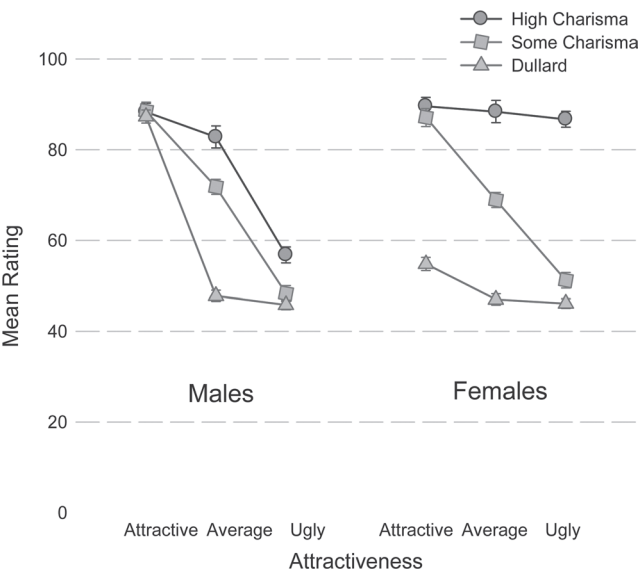 High Charisma
Some Charisma
Dullard
100
80
60
40
20
0
Mean Rating
Males
Females
Attractive Average Ugly
Attractive Average Ugly
Attractiveness